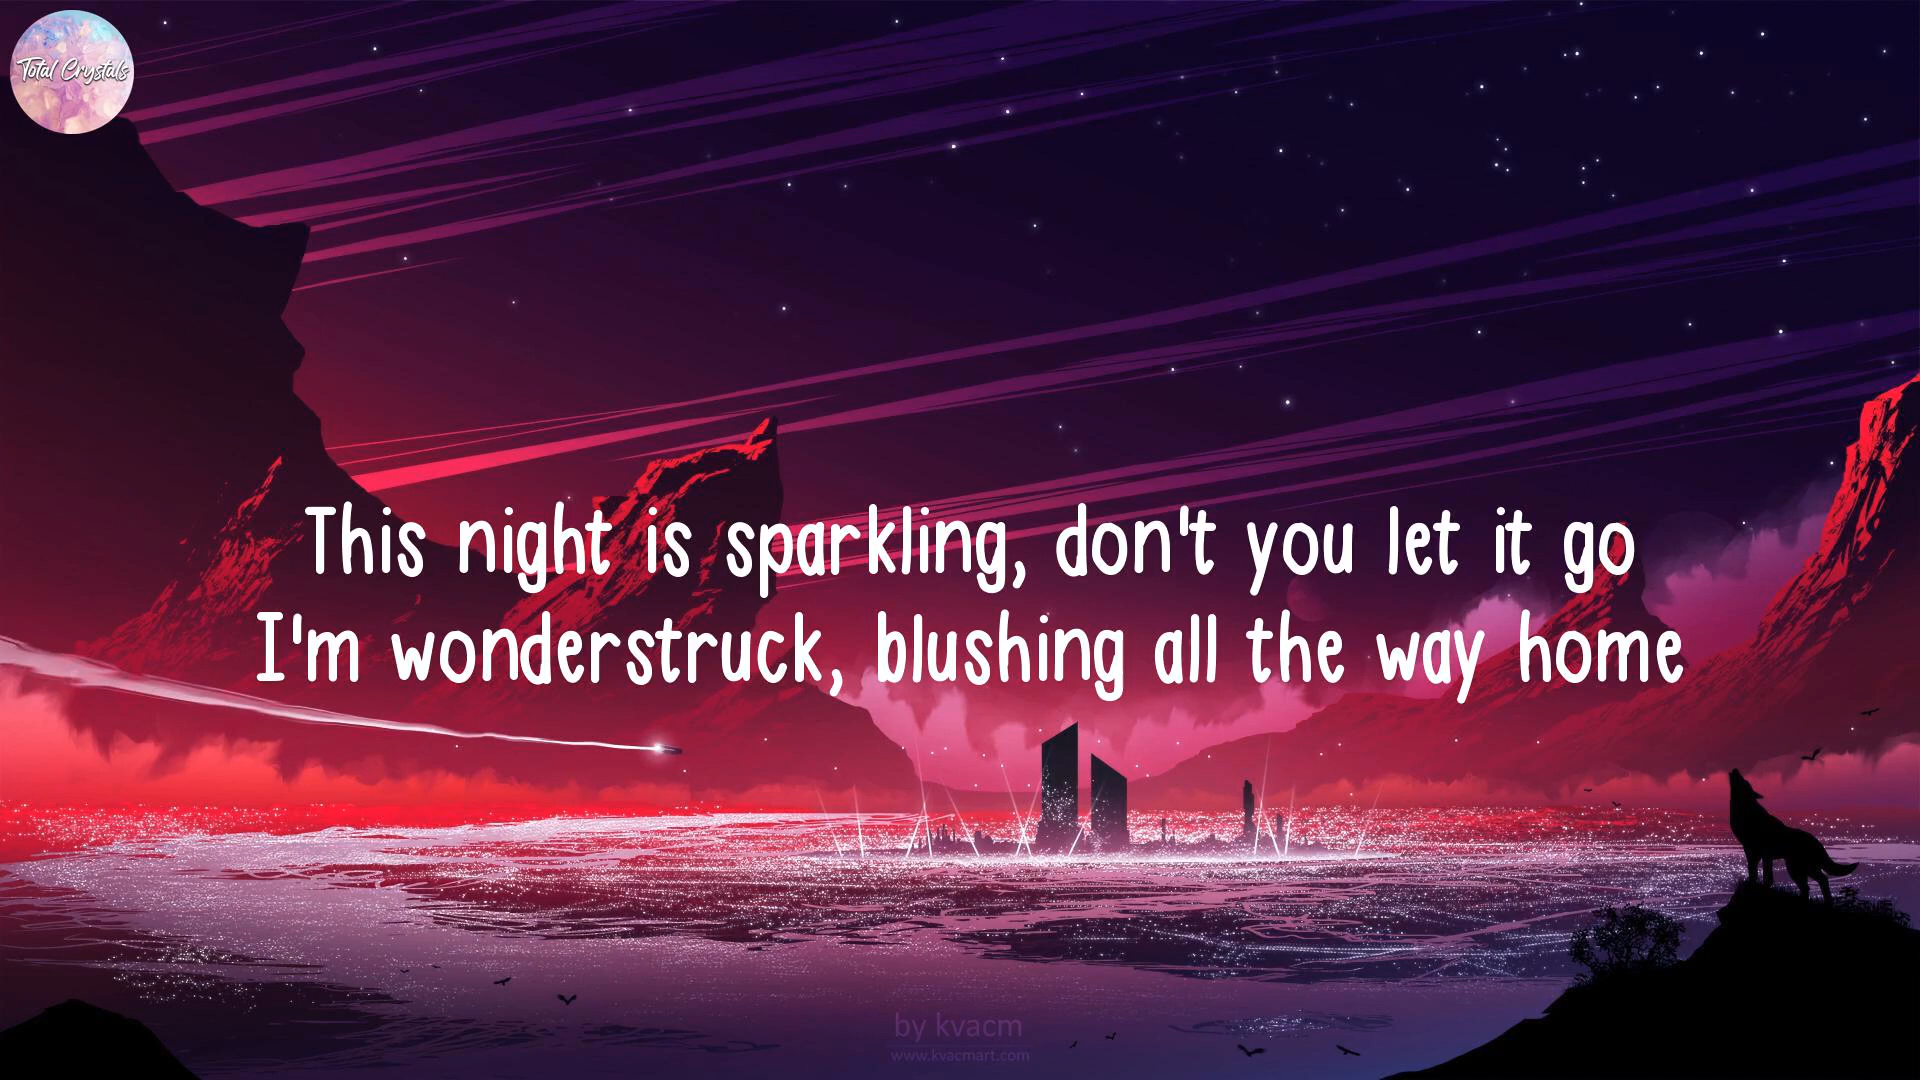 Total Crystals
This night is sparkling, don't you let it go
I'm wonderstruck, blushing all the way home
by kvacm
www.kvacmart.com